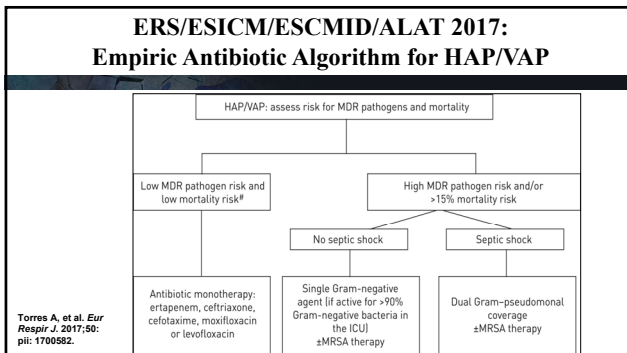 ERS/ESICM/ESCMID/ALAT 2017:
Empiric Antibiotic Algorithm for HAP/VAP
HAP/VAP: assess risk for MDR pathogens and mortality
Low MDR pathogen risk and
low mortality risk#
High MDR pathogen risk and/or
>15% mortality risk
No septic shock
Septic shock
Antibiotic monotherapy:
ertapenem, ceftriaxone,
cefotaxime, moxifloxacin
or levofloxacin
Single Gram-negative
agent (if active for >90%
Gram-negative bacteria in
the ICU)
±MRSA therapy
Dual Gram–pseudomonal
coverage
±MRSA therapy
Torres A, et al. Eur
Respir J. 2017;50:
pii: 1700582.